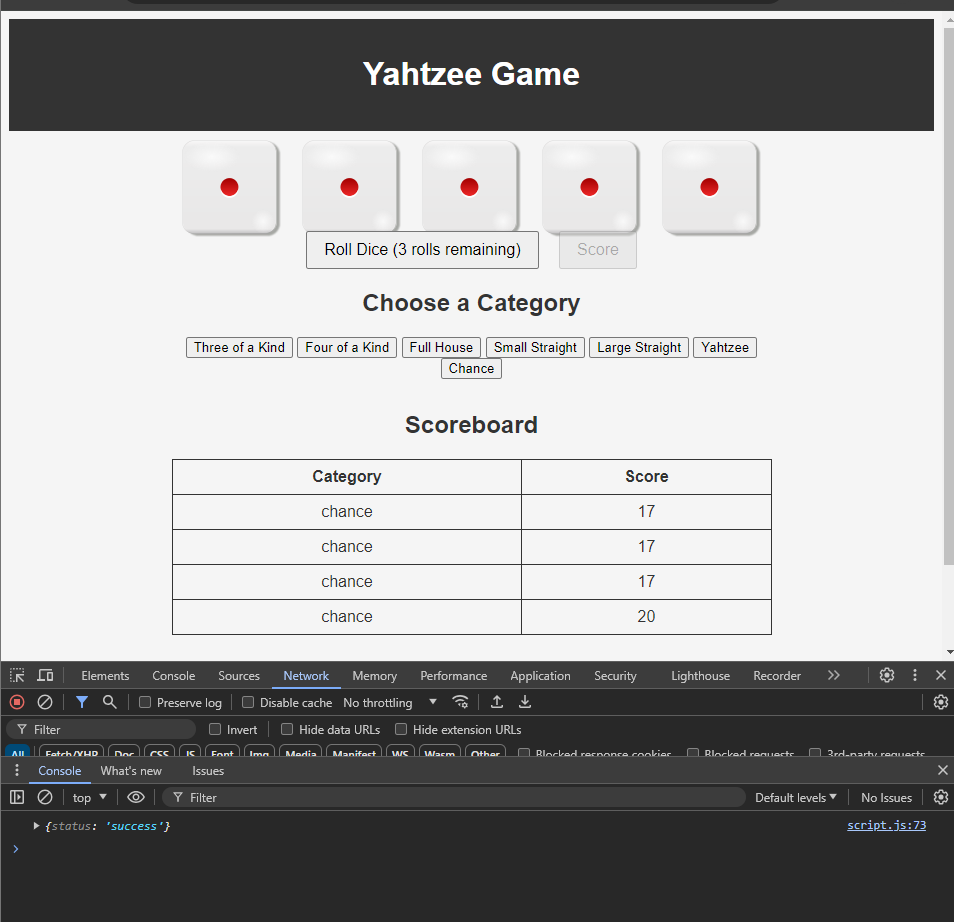 Yahtzee Game
Roll Dice (3 rolls remaining) Score
Choose a Category
Three of a Kind Four of a Kind Full House Small Straight Large Straight Yahtzee
Chance
Scoreboard
Category Score
chance 17
chance 17
chance 17
chance 20
Elements Console Sources Network Memory Performance Application Security Lighthouse Recorder
Preserve log Disable cache No throttling
Filter Invert Hide data URLs Hide extension URLs
All Fetch/XHR Doc CSS JS Font Img Media Manifest WS Wasm Other Blocked response cookies Blocked requests 3rd-party requests
Console What's new Issues
top Filter Default levels No Issues
{status: 'success'} script.js:73